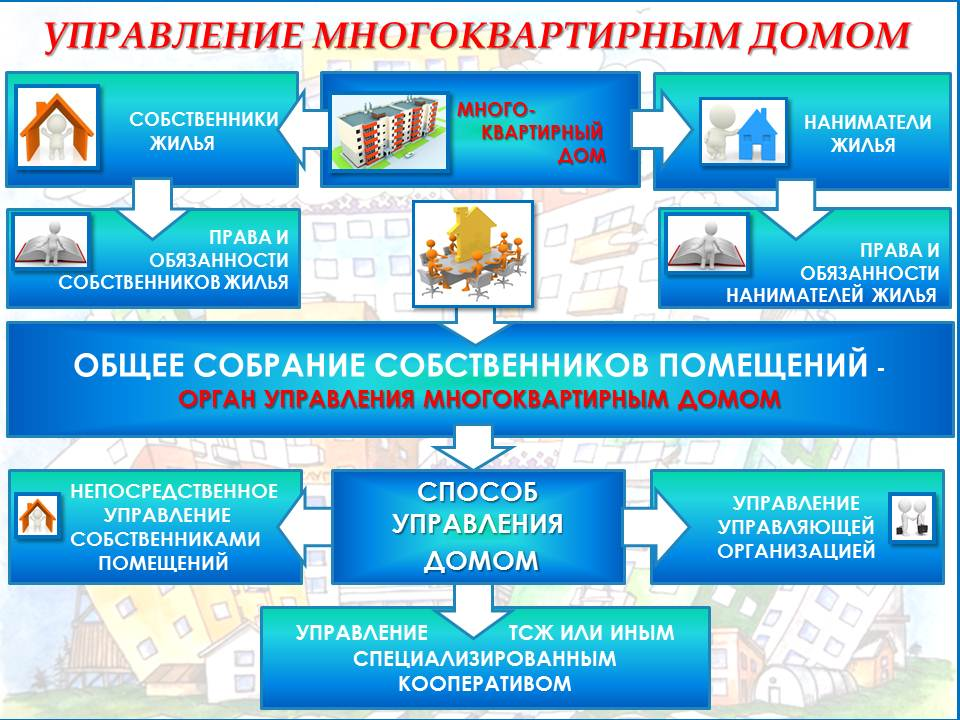 УПРАВЛЕНИЕ МНОГОКВАРТИРНЫМ ДОМОМ
СОБСТВЕННИКИ
ЖИЛЬЯ
МНОГО-
КВАРТИРНЫЙ
ДОМ
НАНИМАТЕЛИ
ЖИЛЬЯ
ПРАВА И
ОБЯЗАННОСТИ
СОБСТВЕННИКОВ ЖИЛЬЯ
ПРАВА И
ОБЯЗАННОСТИ
НАНИМАТЕЛЕЙ ЖИЛЬЯ
ОБЩЕЕ СОБРАНИЕ СОБСТВЕННИКОВ ПОМЕЩЕНИЙ -
ОРГАН УПРАВЛЕНИЯ МНОГОКВАРТИРНЫМ ДОМОМ
НЕПОСРЕДСТВЕННОЕ
УПРАВЛЕНИЕ
СОБСТВЕННИКАМИ
ПОМЕЩЕНИЙ
СПОСОБ
УПРАВЛЕНИЯ
ДОМОМ
УПРАВЛЕНИЕ
УПРАВЛЯЮЩЕЙ
ОРГАНИЗАЦИЕЙ
УПРАВЛЕНИЕ ТСЖ ИЛИ ИНЫМ
СПЕЦИАЛИЗИРОВАННЫМ
КООПЕРАТИВОМ